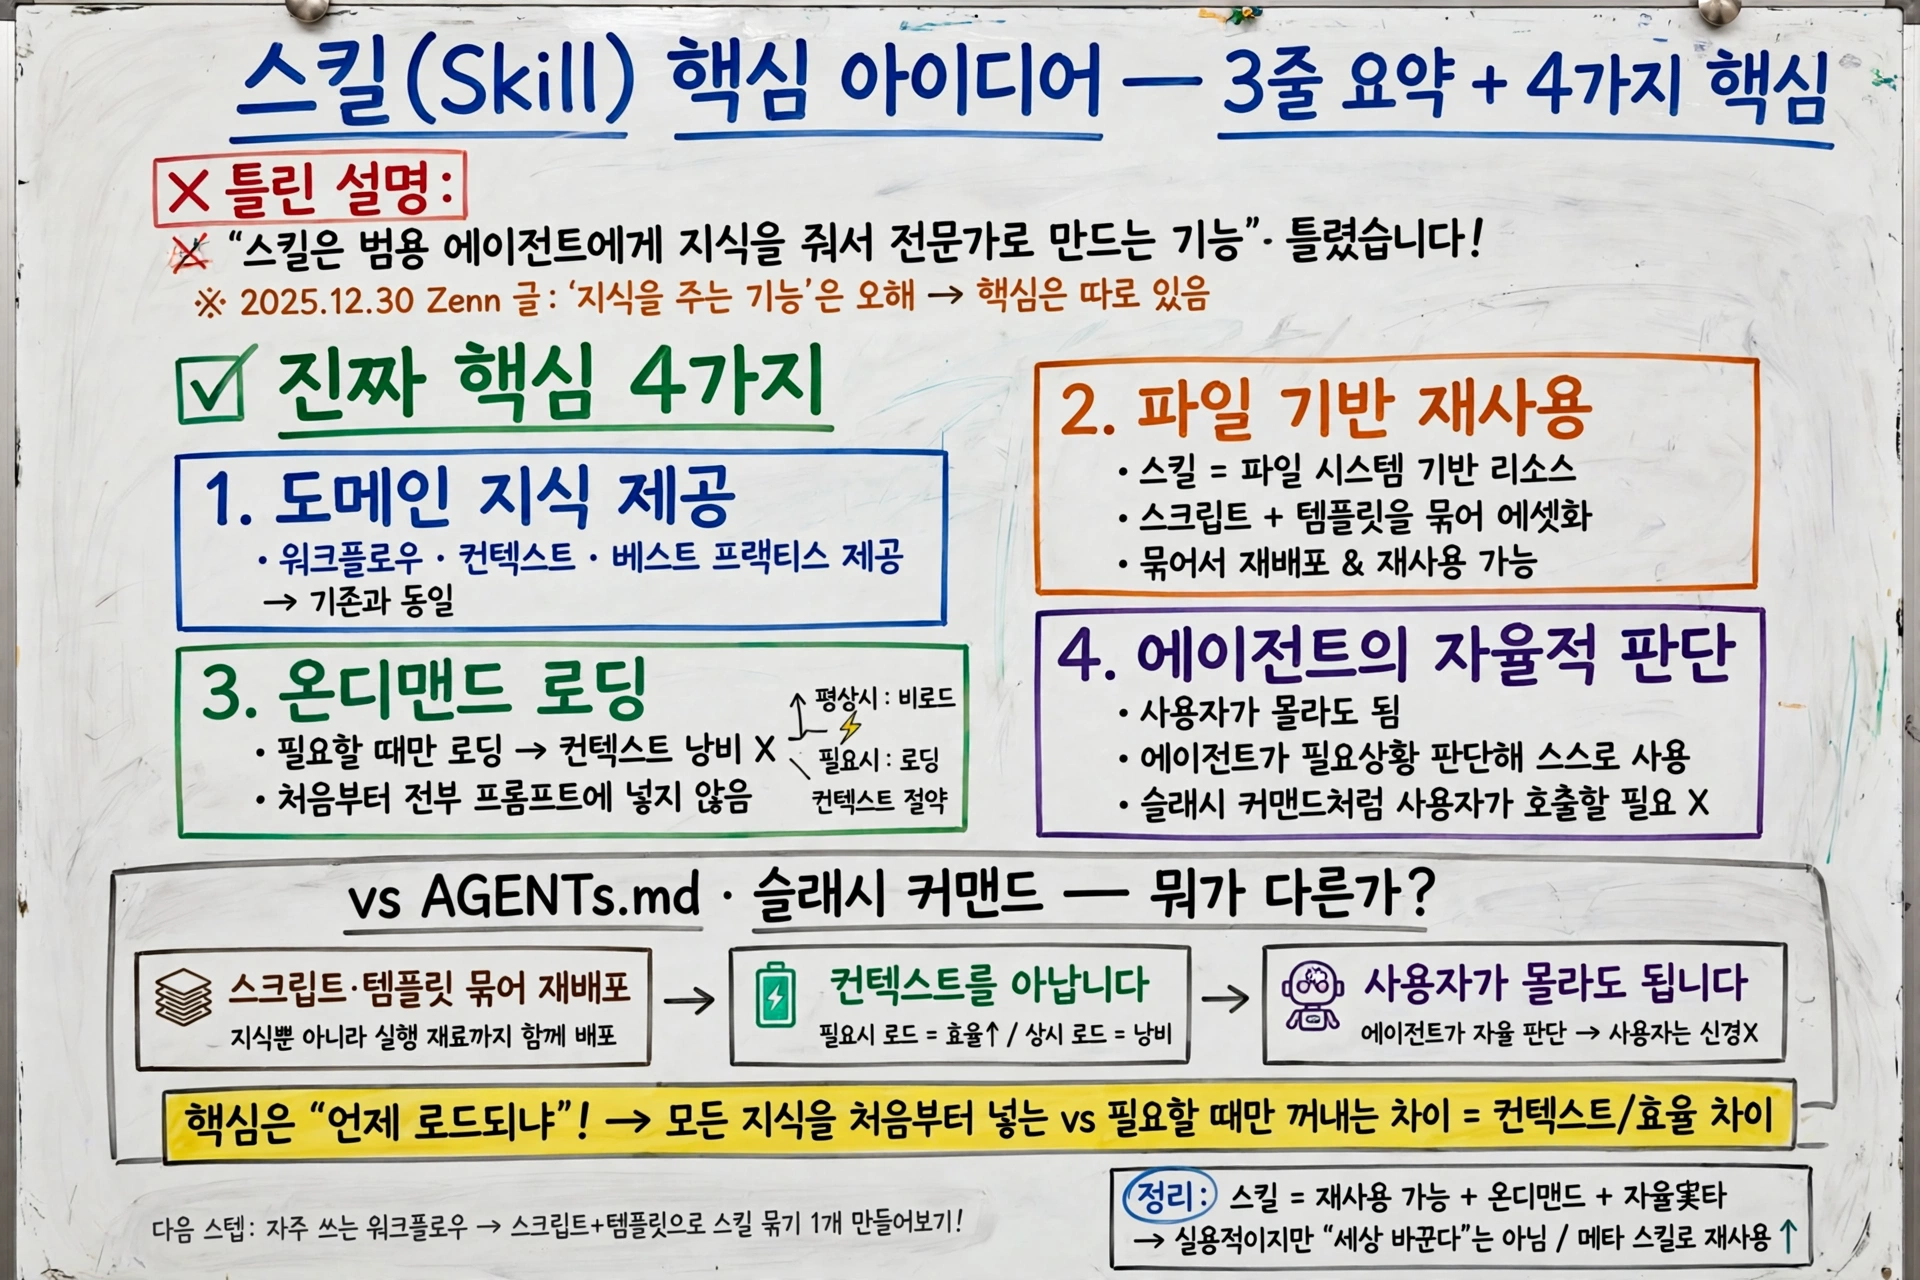 스킬(Skill) 핵심 아이디어 — 3줄 요약 + 4가지 핵심
X 틀린 설명:
X "스킬은 범용 에이전트에게 지식을 줘서 전문가로 만드는 기능"· 틀렸습니다!
※ 2025.12.30 Zenn 글: '지식을 주는 기능'은 오해 → 핵심은 따로 있음
진짜 핵심 4가지
1. 도메인 지식 제공
• 워크플로우 · 컨텍스트 · 베스트 프랙티스 제공
→ 기존과 동일
2. 파일 기반 재사용
• 스킬 = 파일 시스템 기반 리소스
• 스크립트 + 템플릿을 묶어 에셋화
• 묶어서 재배포 & 재사용 가능
3. 온디맨드 로딩
• 필요할 때만 로딩 → 컨텍스트 낭비 X
• 처음부터 전부 프롬프트에 넣지 않음
평상시: 비로드
필요시: 로딩
컨텍스트 절약
4. 에이전트의 자율적 판단
• 사용자가 몰라도 됨
• 에이전트가 필요상황 판단해 스스로 사용
• 슬래시 커맨드처럼 사용자가 호출할 필요 X
vs AGENTs.md · 슬래시 커맨드 — 뭐가 다른가?
스크립트·템플릿 묶어 재배포
지식뿐 아니라 실행 재료까지 함께 배포
→
컨텍스트를 아납니다
필요시 로드 = 효율↑ / 상시 로드 = 낭비
→
사용자가 몰라도 됩니다
에이전트가 자율 판단 → 사용자는 신경X
핵심은 "언제 로드되냐"! → 모든 지식을 처음부터 넣는 vs 필요할 때만 꺼내는 차이 = 컨텍스트/효율 차이
다음 스텝: 자주 쓰는 워크플로우 → 스크립트+템플릿으로 스킬 묶기 1개 만들어보기!
정리: 스킬 = 재사용 가능 + 온디맨드 + 자율実타
→ 실용적이지만 "세상 바꾼다"는 아님 / 메타 스킬로 재사용↑